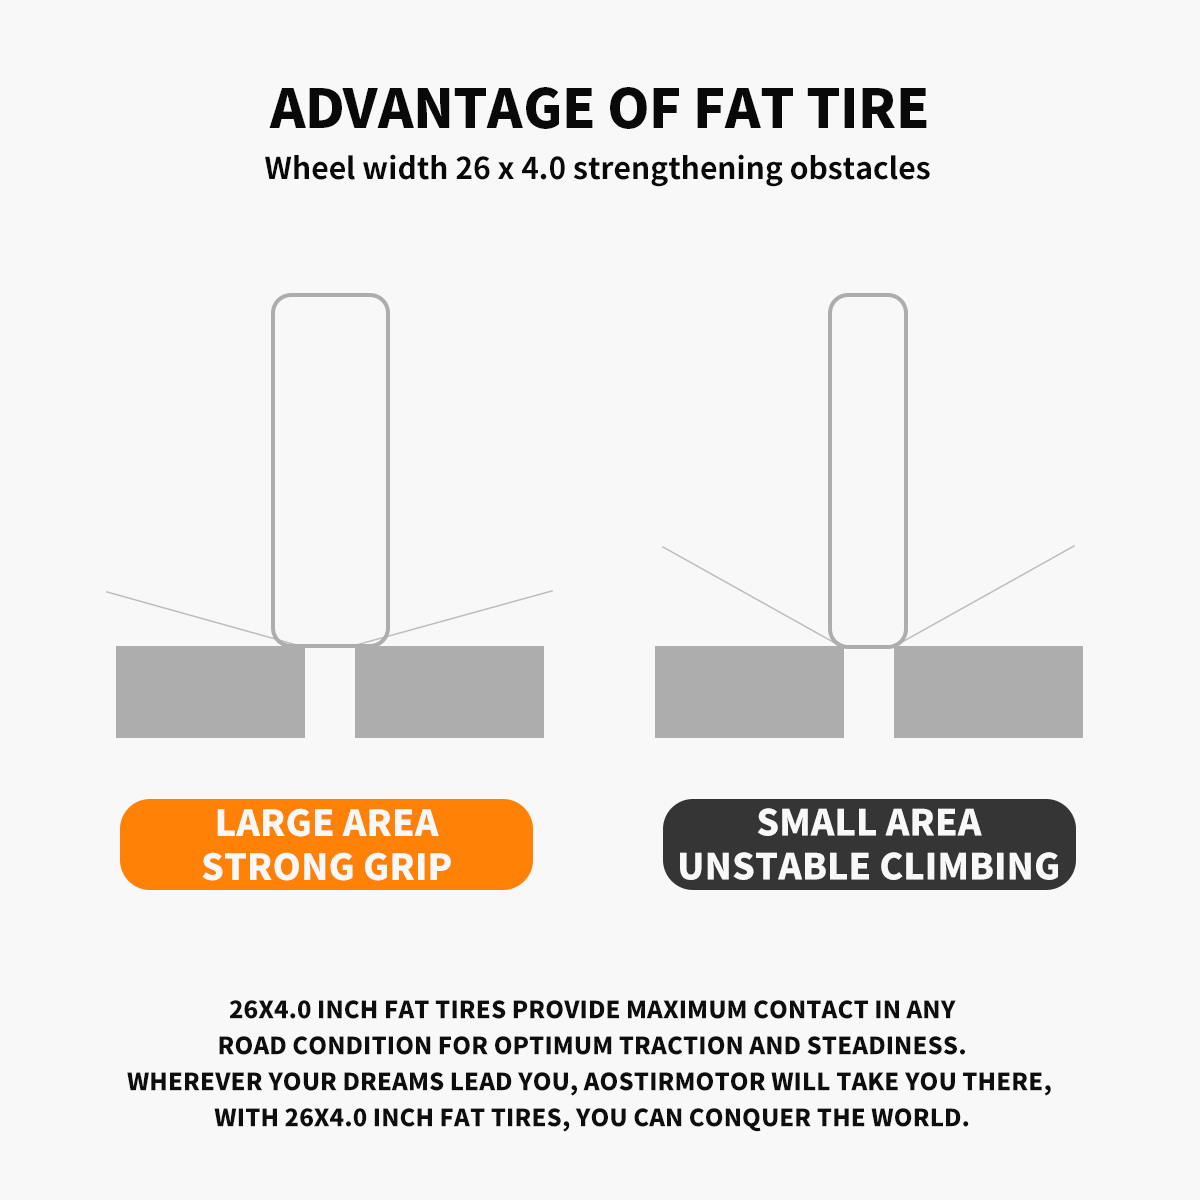 ADVANTAGE OF FAT TIRE
Wheel width 26 x 4.0 strengthening obstacles
LARGE AREA
STRONG GRIP
SMALL AREA
UNSTABLE CLIMBING
26X4.0 INCH FAT TIRES PROVIDE MAXIMUM CONTACT IN ANY
ROAD CONDITION FOR OPTIMUM TRACTION AND STEADINESS.
WHEREVER YOUR DREAMS LEAD YOU, AOSTIRMOTOR WILL TAKE YOU THERE,
WITH 26X4.0 INCH FAT TIRES, YOU CAN CONQUER THE WORLD.